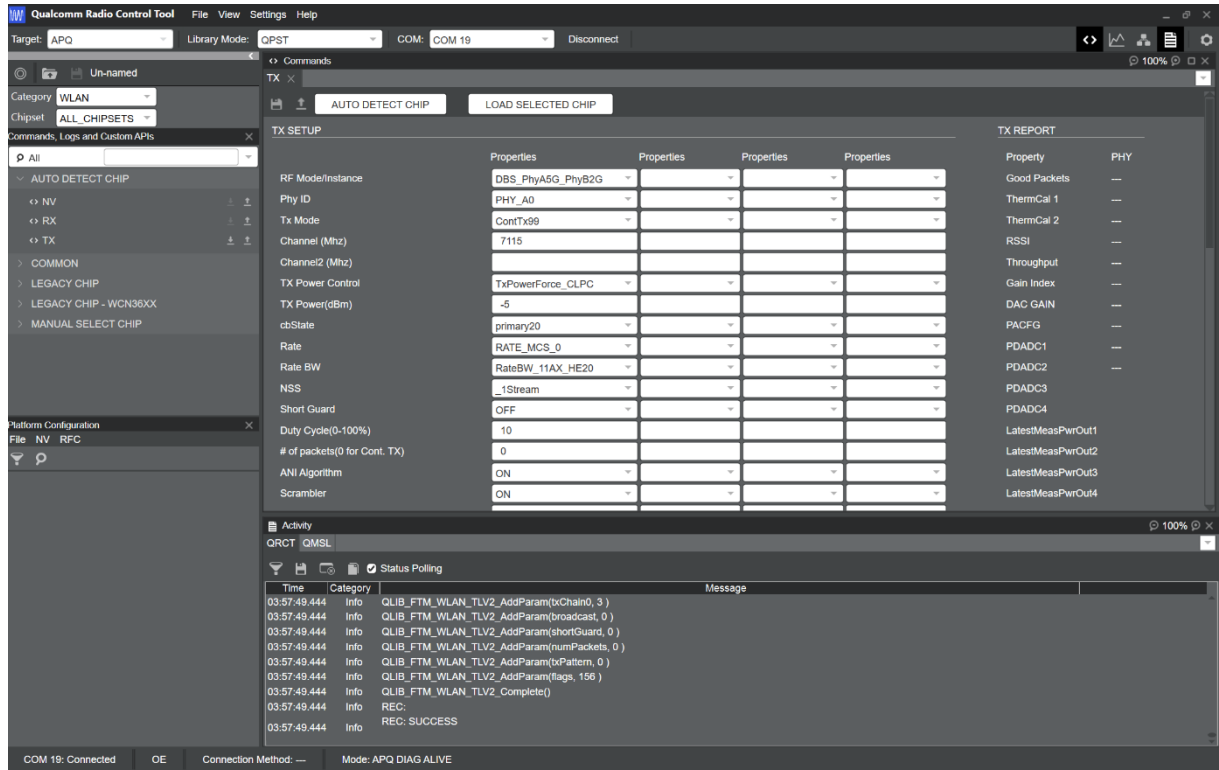 Qualcomm Radio Control Tool File View Settings Help
Target: APQ Library Mode: QPST COM: COM 19 Disconnect
Un-named
Category WLAN
Chipset ALL_CHIPSETS
Commands, Logs and Custom APIs
All
AUTO DETECT CHIP
NV
RX
TX
COMMON
LEGACY CHIP
LEGACY CHIP - WCN36XX
MANUAL SELECT CHIP
Platform Configuration
File NV RFC
Commands 100%
TX
AUTO DETECT CHIP LOAD SELECTED CHIP
TX SETUP TX REPORT
Properties Properties Properties Properties Property PHY
RF Mode/Instance DBS_PhyA5G_PhyB2G Good Packets ---
Phy ID PHY_A0 ThermCal 1 ---
Tx Mode ContTx99 ThermCal 2 ---
Channel (Mhz) 7115 RSSI ---
Channel2 (Mhz) Throughput ---
TX Power Control TxPowerForce_CLPC Gain Index ---
TX Power(dBm) -5 DAC GAIN ---
cbState primary20 PACFG ---
Rate RATE_MCS_0 PDADC1 ---
Rate BW RateBW_11AX_HE20 PDADC2 ---
NSS _1Stream PDADC3
Short Guard OFF PDADC4
Duty Cycle(0-100%) 10 LatestMeasPwrOut1
# of packets(0 for Cont. TX) 0 LatestMeasPwrOut2
ANI Algorithm ON LatestMeasPwrOut3
Scrambler ON LatestMeasPwrOut4
Activity 100%
QRCT QMSL
Status Polling
Time Category Message
03:57:49.444 Info QLIB_FTM_WLAN_TLV2_AddParam(txChain0, 3 )
03:57:49.444 Info QLIB_FTM_WLAN_TLV2_AddParam(broadcast, 0 )
03:57:49.444 Info QLIB_FTM_WLAN_TLV2_AddParam(shortGuard, 0 )
03:57:49.444 Info QLIB_FTM_WLAN_TLV2_AddParam(numPackets, 0 )
03:57:49.444 Info QLIB_FTM_WLAN_TLV2_AddParam(txPattern, 0 )
03:57:49.444 Info QLIB_FTM_WLAN_TLV2_AddParam(flags, 156 )
03:57:49.444 Info QLIB_FTM_WLAN_TLV2_Complete()
03:57:49.444 Info REC:
03:57:49.444 Info REC: SUCCESS
COM 19: Connected OE Connection Method: --- Mode: APQ DIAG ALIVE